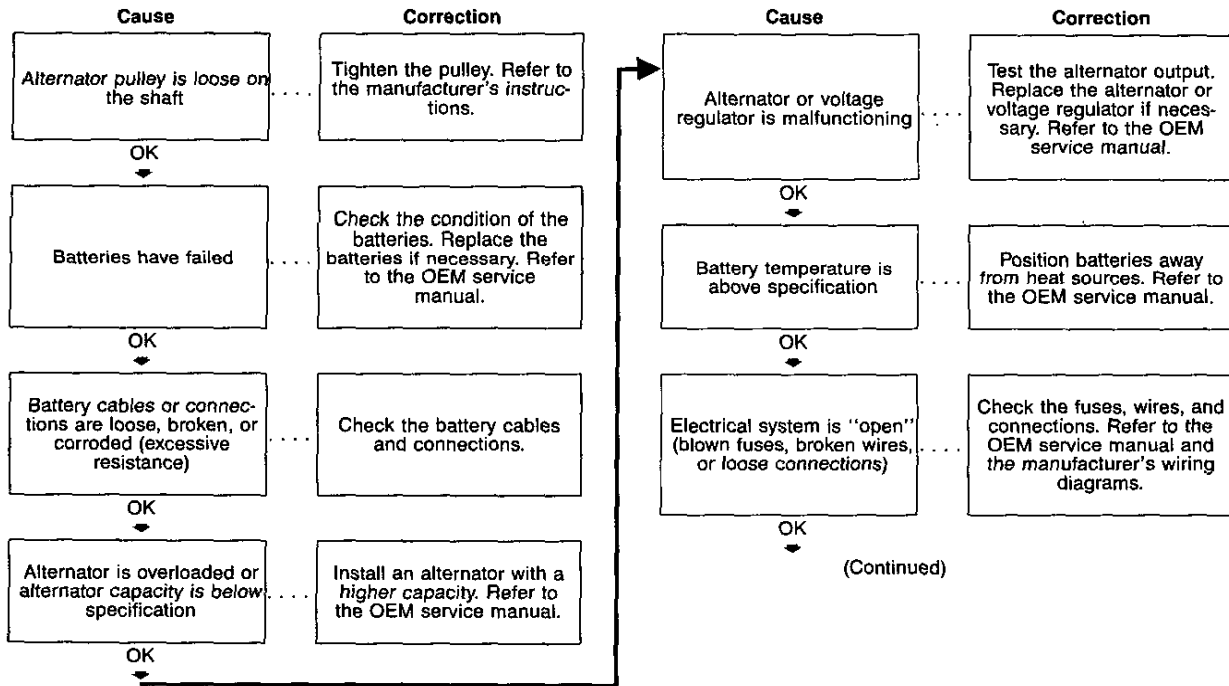 Cause
Correction
Alternator pulley is loose on
the shaft
. . . .
Tighten the pulley. Refer to
the manufacturer's instruc-
tions.
OK
Batteries have failed
. . . .
Check the condition of the
batteries. Replace the
batteries if necessary. Refer
to the OEM service
manual.
OK
Battery cables or connec-
tions are loose, broken, or
corroded (excessive
resistance)
. . . .
Check the battery cables
and connections.
OK
Alternator is overloaded or
alternator capacity is below
specification
. . . .
Install an alternator with a
higher capacity. Refer to
the OEM service manual.
OK
Cause
Correction
Alternator or voltage
regulator is malfunctioning
. . . .
Test the alternator output.
Replace the alternator or
voltage regulator if neces-
sary. Refer to the OEM
service manual.
OK
Battery temperature is
above specification
. . . .
Position batteries away
from heat sources. Refer to
the OEM service manual.
OK
Electrical system is "open"
(blown fuses, broken wires,
or loose connections)
. . . .
Check the fuses, wires, and
connections. Refer to the
OEM service manual and
the manufacturer's wiring
diagrams.
OK
(Continued)